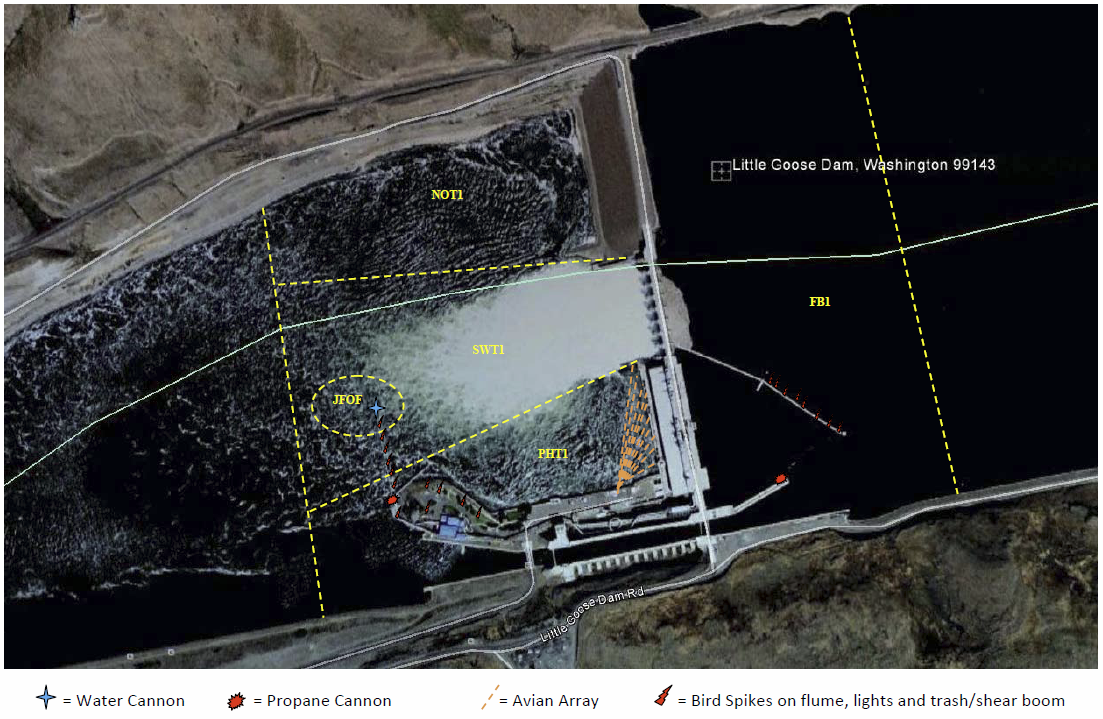 NOT1
Little Goose Dam, Washington 99143
FB1
SWT1
JFOF
PHT1
Little Goose Dam Rd
= Water Cannon
= Propane Cannon
= Avian Array
= Bird Spikes on flume, lights and trash/shear boom